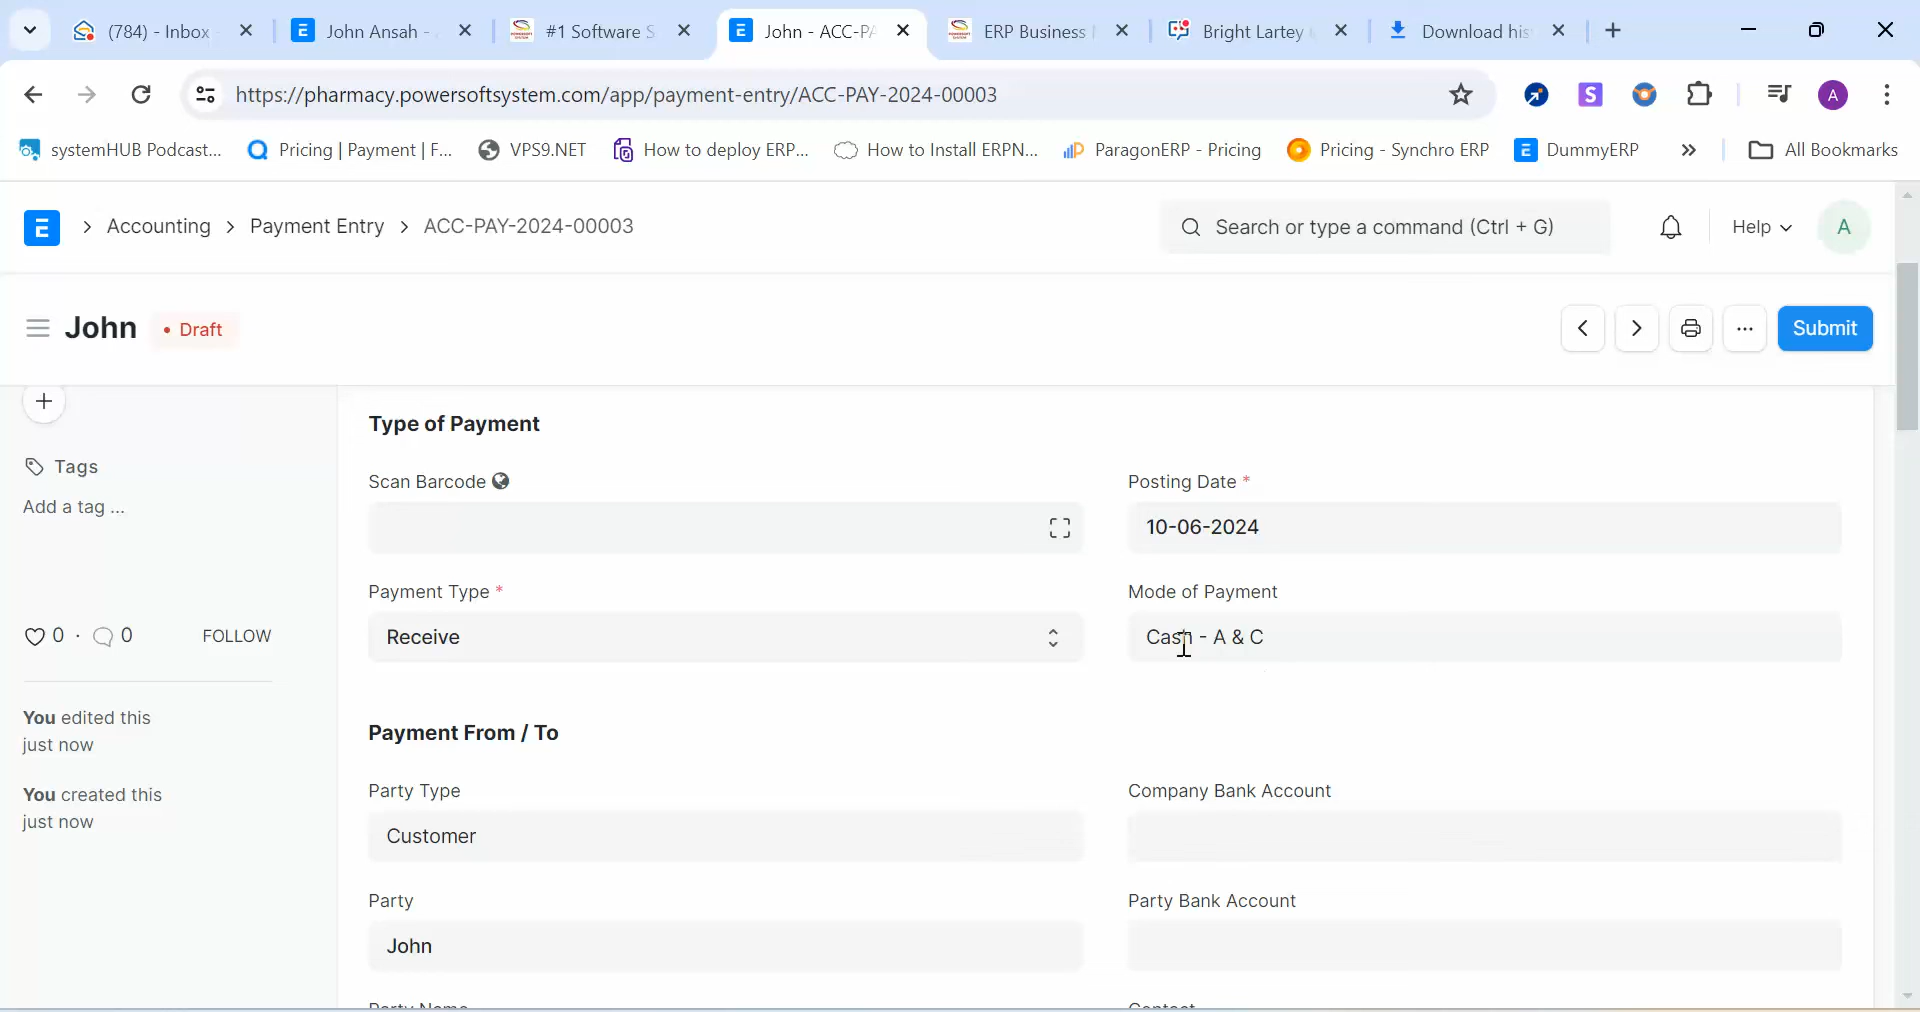 (784) - Inbox
John Ansah -
#1 Software S
John - ACC-PA
ERP Business
Bright Lartey
Download his
https://pharmacy.powersoftsystem.com/app/payment-entry/ACC-PAY-2024-00003
S
A
systemHUB Podcast...
Pricing | Payment | F...
VPS9.NET
How to deploy ERP...
How to Install ERPN...
ParagonERP - Pricing
Pricing - Synchro ERP
E
DummyERP
All Bookmarks
E
Accounting
Payment Entry
ACC-PAY-2024-00003
Search or type a command (Ctrl + G)
Help
A
John
Draft
Submit
Type of Payment
Tags
Add a tag ...
Scan Barcode
Posting Date *
10-06-2024
Payment Type *
Mode of Payment
0 · 0
FOLLOW
Receive
Cash - A & C
You edited this
just now
Payment From / To
You created this
just now
Party Type
Company Bank Account
Customer
Party
Party Bank Account
John
Party Name
Contact